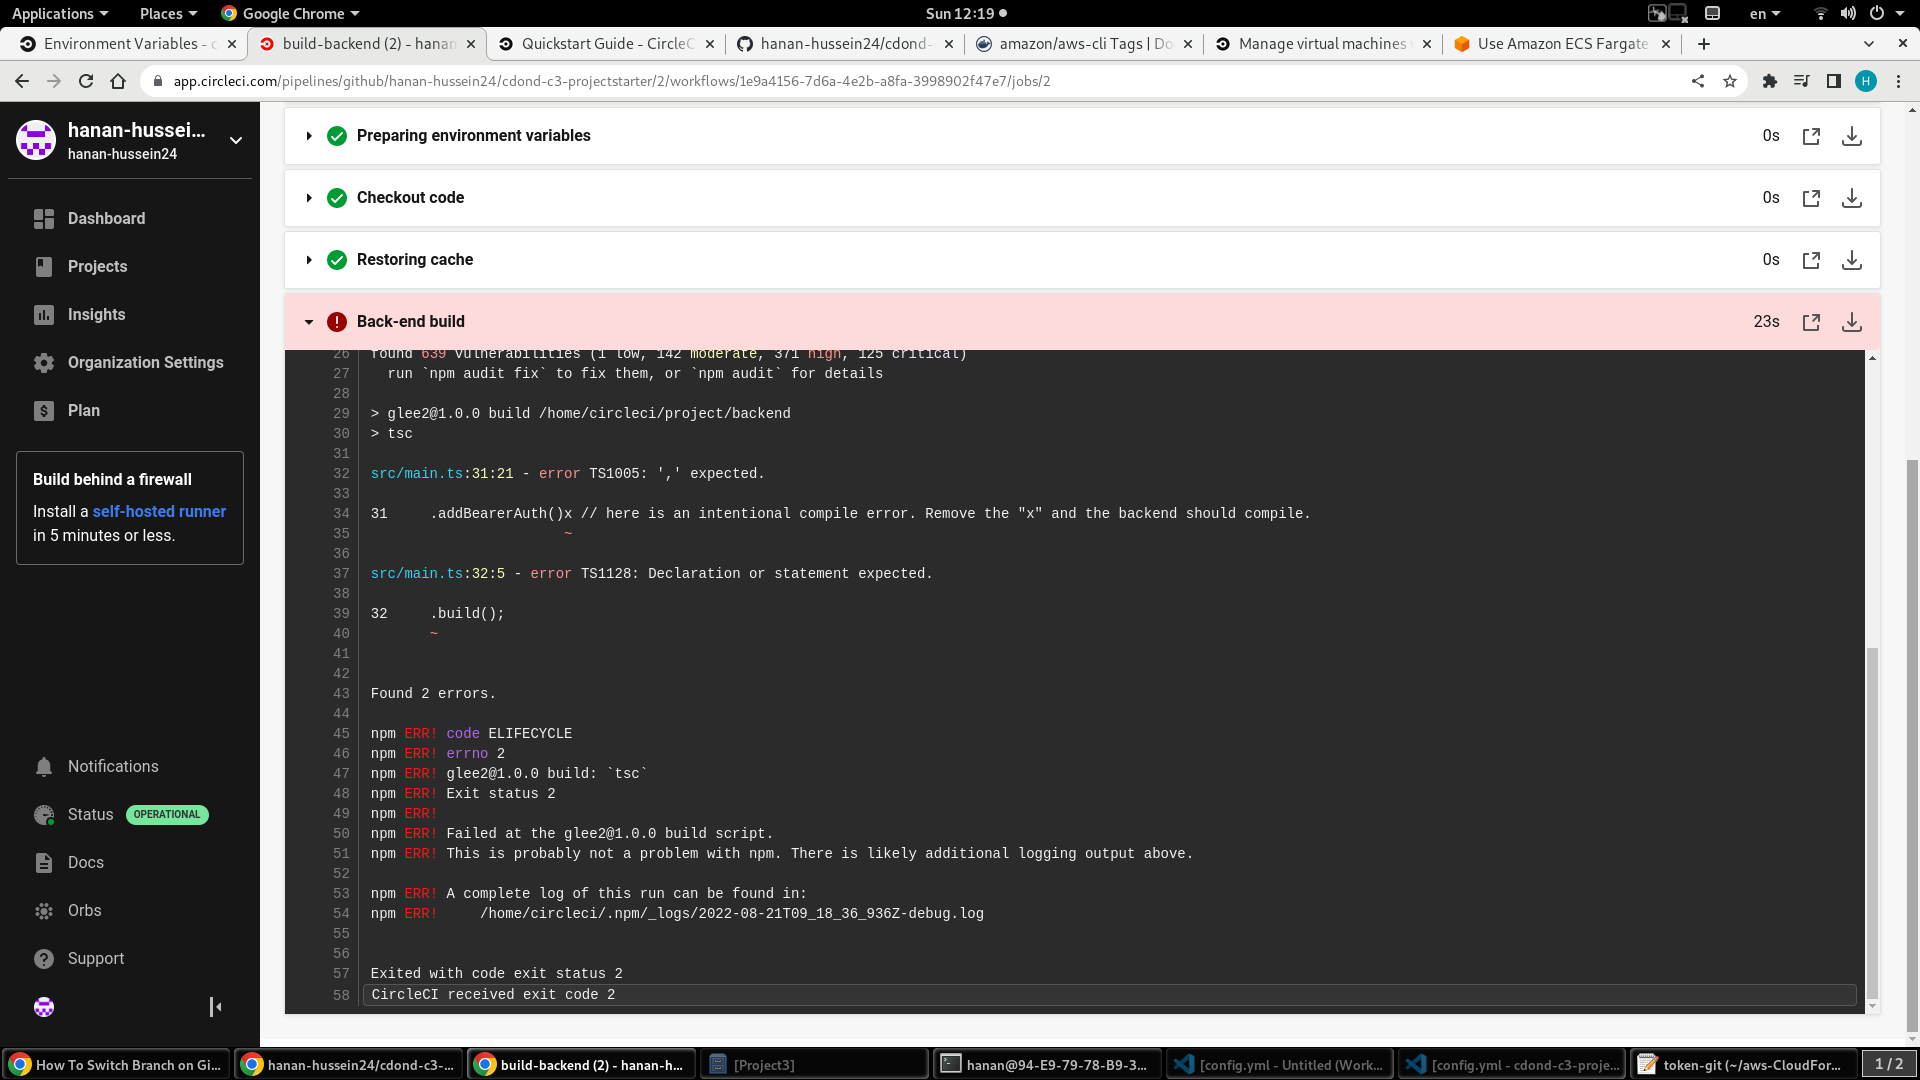 Applications
Places
Google Chrome
Sun 12:19
en
Environment Variables - c
build-backend (2) - hanan
Quickstart Guide - CircleC
hanan-hussein24/cdond-
amazon/aws-cli Tags | Do
Manage virtual machines
Use Amazon ECS Fargate
app.circleci.com/pipelines/github/hanan-hussein24/cdond-c3-projectstarter/2/workflows/1e9a4156-7d6a-4e2b-a8fa-3998902f47e7/jobs/2
H
hanan-hussei...
hanan-hussein24
Dashboard
Projects
Insights
Organization Settings
Plan
Build behind a firewall
Install a self-hosted runner
in 5 minutes or less.
Notifications
Status OPERATIONAL
Docs
Orbs
Support
Preparing environment variables 0s
Checkout code 0s
Restoring cache 0s
Back-end build 23s
26 found 639 vulnerabilities (1 low, 142 moderate, 371 high, 125 critical)
27 run `npm audit fix` to fix them, or `npm audit` for details
28
29 > glee2@1.0.0 build /home/circleci/project/backend
30 > tsc
31
32 src/main.ts:31:21 - error TS1005: ',' expected.
33
34 31 .addBearerAuth()x // here is an intentional compile error. Remove the "x" and the backend should compile.
35 ~
36
37 src/main.ts:32:5 - error TS1128: Declaration or statement expected.
38
39 32 .build();
40 ~
41
42
43 Found 2 errors.
44
45 npm ERR! code ELIFECYCLE
46 npm ERR! errno 2
47 npm ERR! glee2@1.0.0 build: `tsc`
48 npm ERR! Exit status 2
49 npm ERR!
50 npm ERR! Failed at the glee2@1.0.0 build script.
51 npm ERR! This is probably not a problem with npm. There is likely additional logging output above.
52
53 npm ERR! A complete log of this run can be found in:
54 npm ERR! /home/circleci/.npm/_logs/2022-08-21T09_18_36_936Z-debug.log
55
56
57 Exited with code exit status 2
58 CircleCI received exit code 2
How To Switch Branch on Gi...
hanan-hussein24/cdond-c3-...
build-backend (2) - hanan-h...
[Project3]
hanan@94-E9-79-78-B9-3...
[config.yml - Untitled (Work...
[config.yml - cdond-c3-proje...
token-git (~/aws-CloudFor...
1 / 2